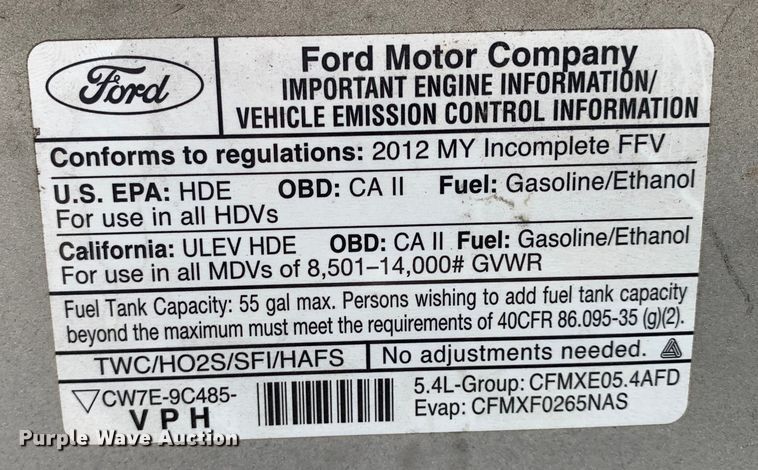 Ford
Ford Motor Company
IMPORTANT ENGINE INFORMATION/
VEHICLE EMISSION CONTROL INFORMATION
Conforms to regulations: 2012 MY Incomplete FFV
U.S. EPA: HDE OBD: CA II Fuel: Gasoline/Ethanol
For use in all HDVs
California: ULEV HDE OBD: CA II Fuel: Gasoline/Ethanol
For use in all MDVs of 8,501–14,000# GVWR
Fuel Tank Capacity: 55 gal max. Persons wishing to add fuel tank capacity
beyond the maximum must meet the requirements of 40CFR 86.095-35 (g)(2).
TWC/HO2S/SFI/HAFS No adjustments needed.
CW7E-9C485-
VPH
5.4L-Group: CFMXE05.4AFD
Evap: CFMXF0265NAS
Purple Wave Auction